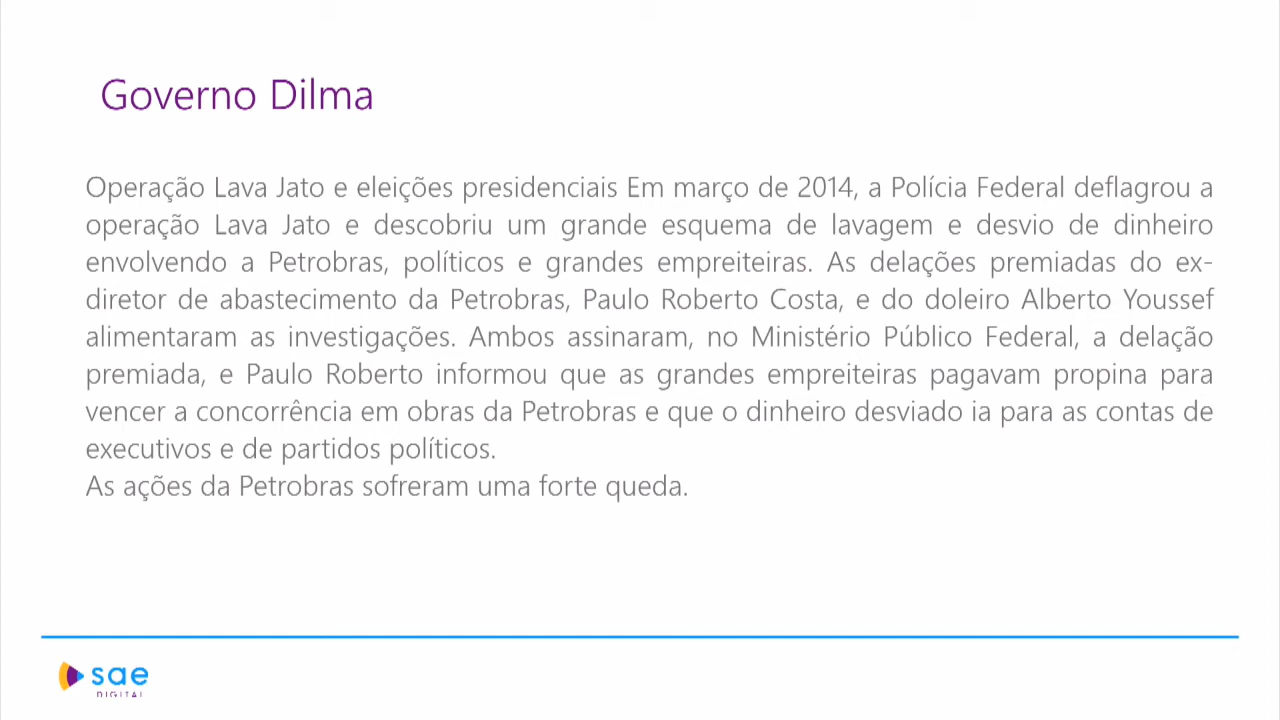 Governo Dilma
Operação Lava Jato e eleições presidenciais Em março de 2014, a Polícia Federal deflagrou a
operação Lava Jato e descobriu um grande esquema de lavagem e desvio de dinheiro
envolvendo a Petrobras, políticos e grandes empreiteiras. As delações premiadas do ex-
diretor de abastecimento da Petrobras, Paulo Roberto Costa, e do doleiro Alberto Youssef
alimentaram as investigações. Ambos assinaram, no Ministério Público Federal, a delação
premiada, e Paulo Roberto informou que as grandes empreiteiras pagavam propina para
vencer a concorrência em obras da Petrobras e que o dinheiro desviado ia para as contas de
executivos e de partidos políticos.
As ações da Petrobras sofreram uma forte queda.
sae
DIGITAL